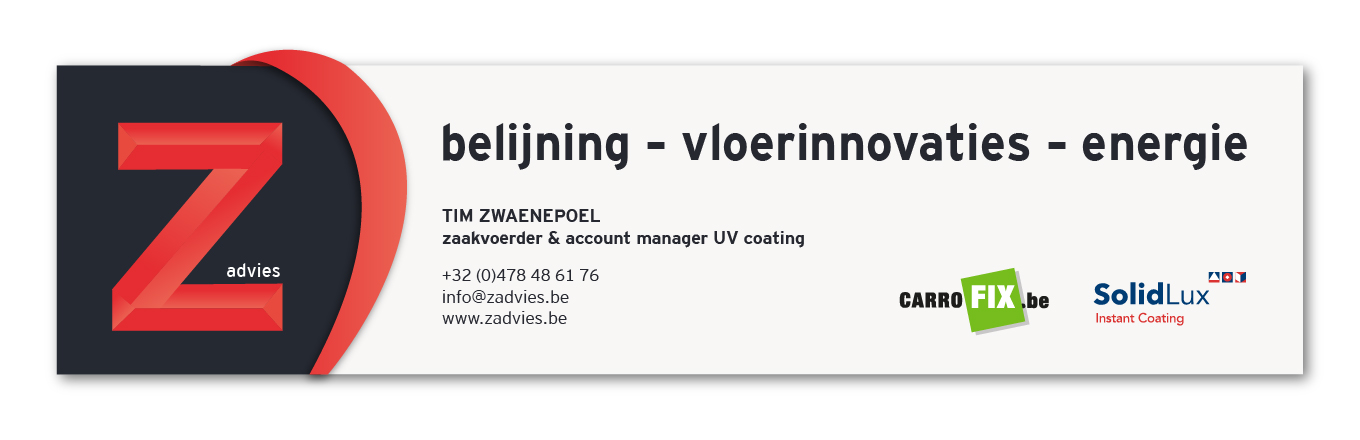 Z
advies
belijning – vloerinnovaties – energie
TIM ZWAENEPOEL
zaakvoerder & account manager UV coating
+32 (0)478 48 61 76
info@zadvies.be
www.zadvies.be
CARROFIX.be
SolidLux
Instant Coating